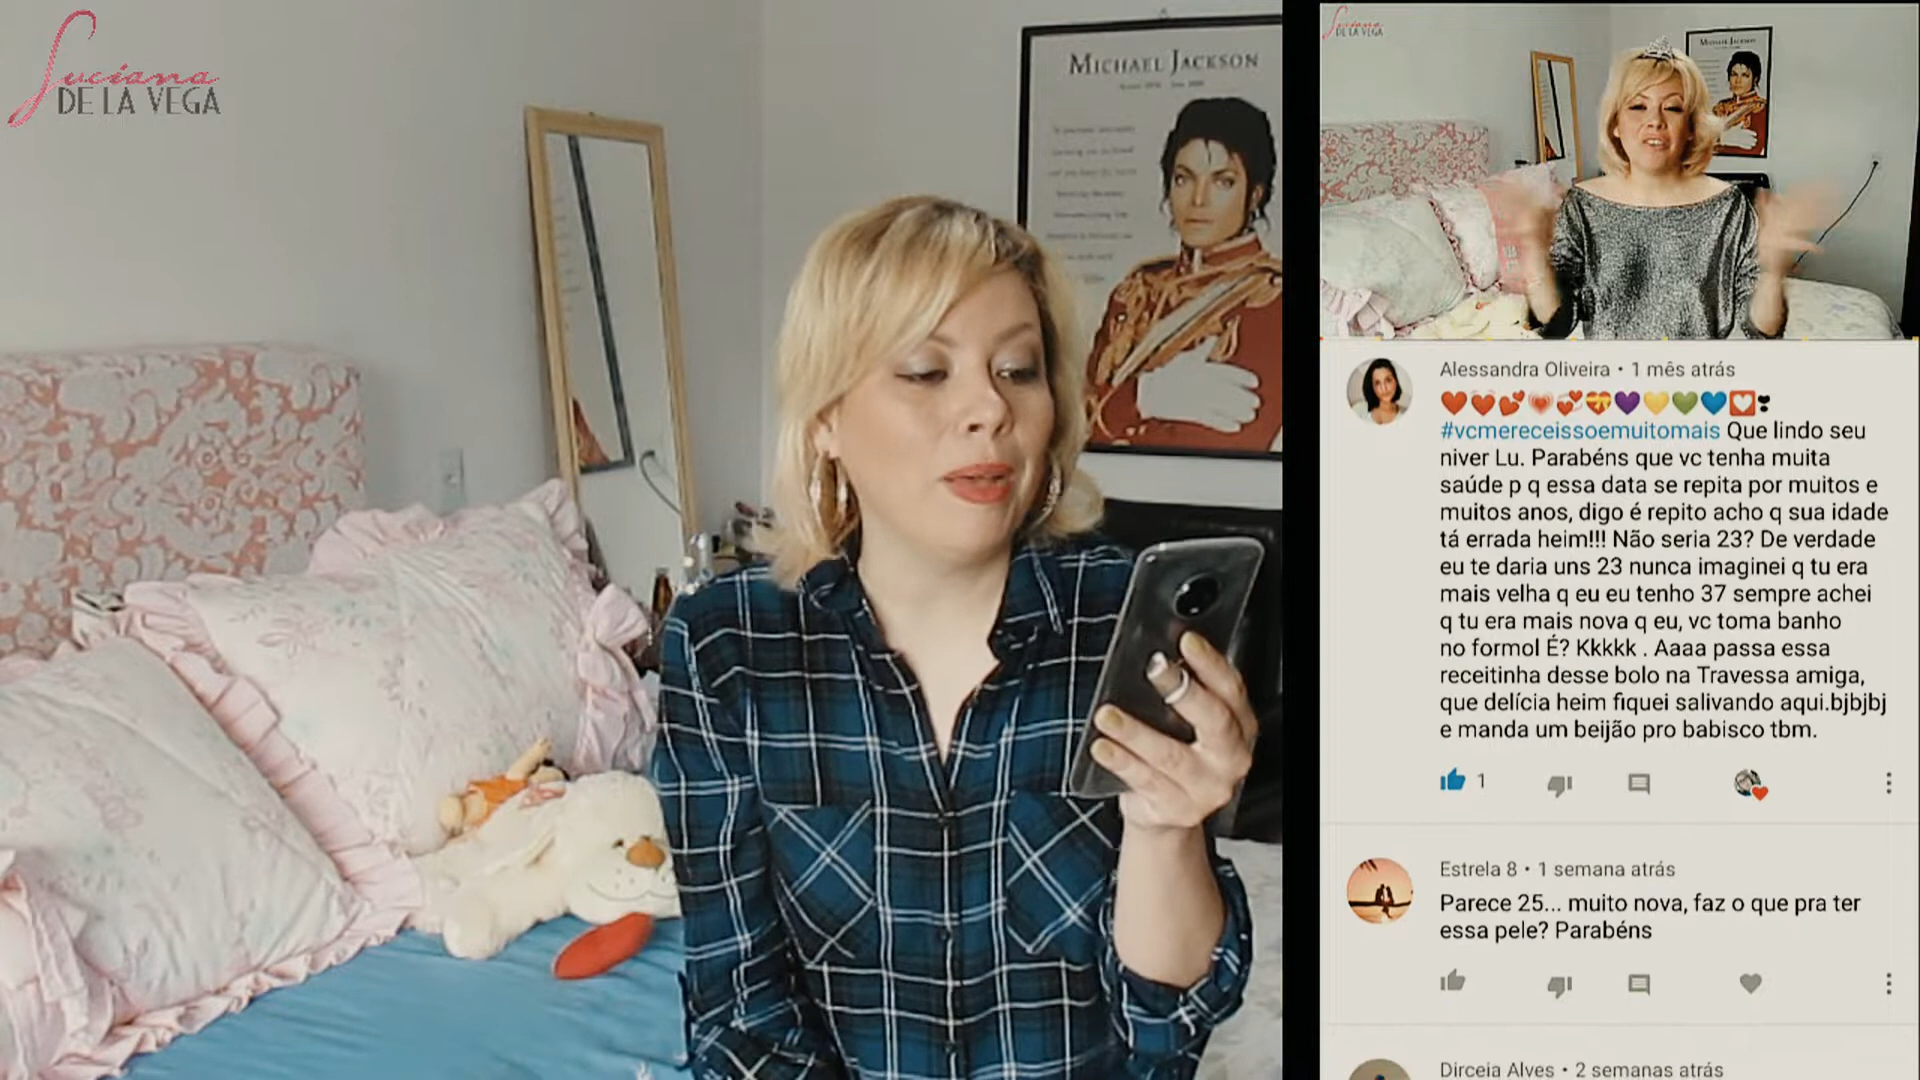 Luciana
DE LA VEGA
MICHAEL JACKSON
Luciana
DE LA VEGA
MICHAEL JACKSON
Alessandra Oliveira • 1 mês atrás
❤️💞💕💗💞💝💜💛💚💙💟❣
#vcmereceissoemuitomais Que lindo seu
niver Lu. Parabéns que vc tenha muita
saúde p q essa data se repita por muitos e
muitos anos, digo é repito acho q sua idade
tá errada heim!!! Não seria 23? De verdade
eu te daria uns 23 nunca imaginei q tu era
mais velha q eu eu tenho 37 sempre achei
q tu era mais nova q eu, vc toma banho
no formol É? Kkkkk . Aaaa passa essa
receitinha desse bolo na Travessa amiga,
que delícia heim fiquei salivando aqui.bjbjbj
e manda um beijão pro babisco tbm.
1
Estrela 8 • 1 semana atrás
Parece 25... muito nova, faz o que pra ter
essa pele? Parabéns
Dirceia Alves • 2 semanas atrás